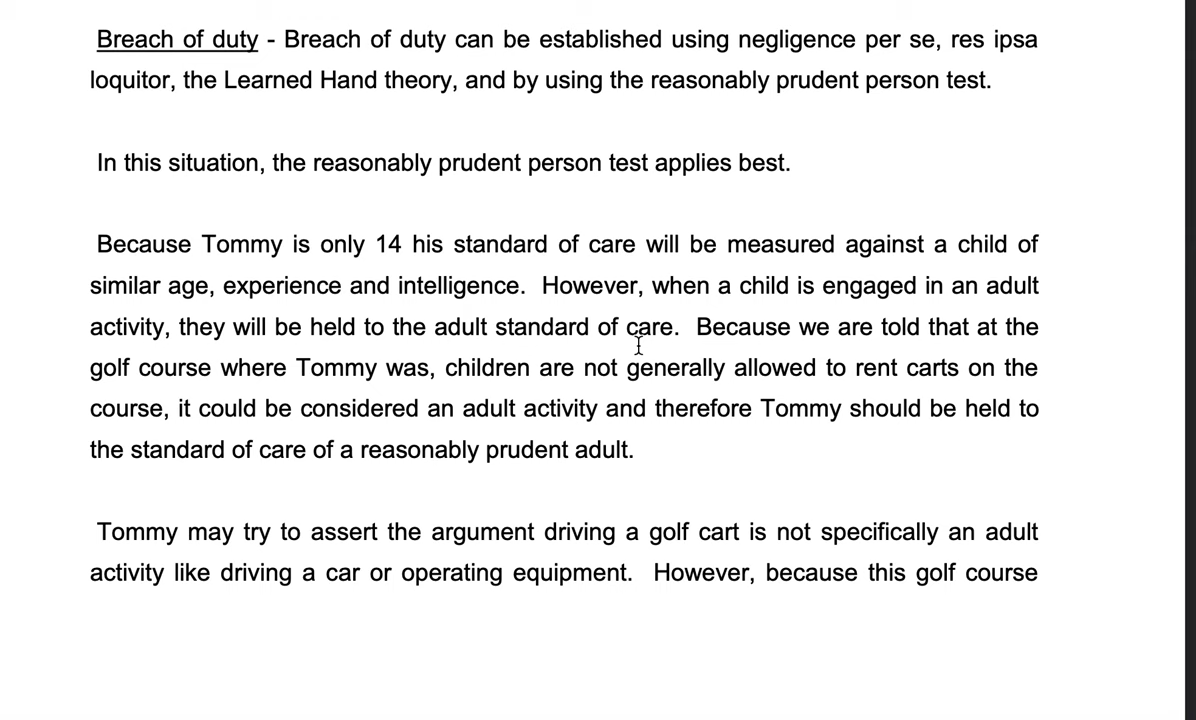 Breach of duty - Breach of duty can be established using negligence per se, res ipsa
loquitor, the Learned Hand theory, and by using the reasonably prudent person test.
In this situation, the reasonably prudent person test applies best.
Because Tommy is only 14 his standard of care will be measured against a child of
similar age, experience and intelligence.  However, when a child is engaged in an adult
activity, they will be held to the adult standard of care.  Because we are told that at the
golf course where Tommy was, children are not generally allowed to rent carts on the
course, it could be considered an adult activity and therefore Tommy should be held to
the standard of care of a reasonably prudent adult.
Tommy may try to assert the argument driving a golf cart is not specifically an adult
activity like driving a car or operating equipment.  However, because this golf course